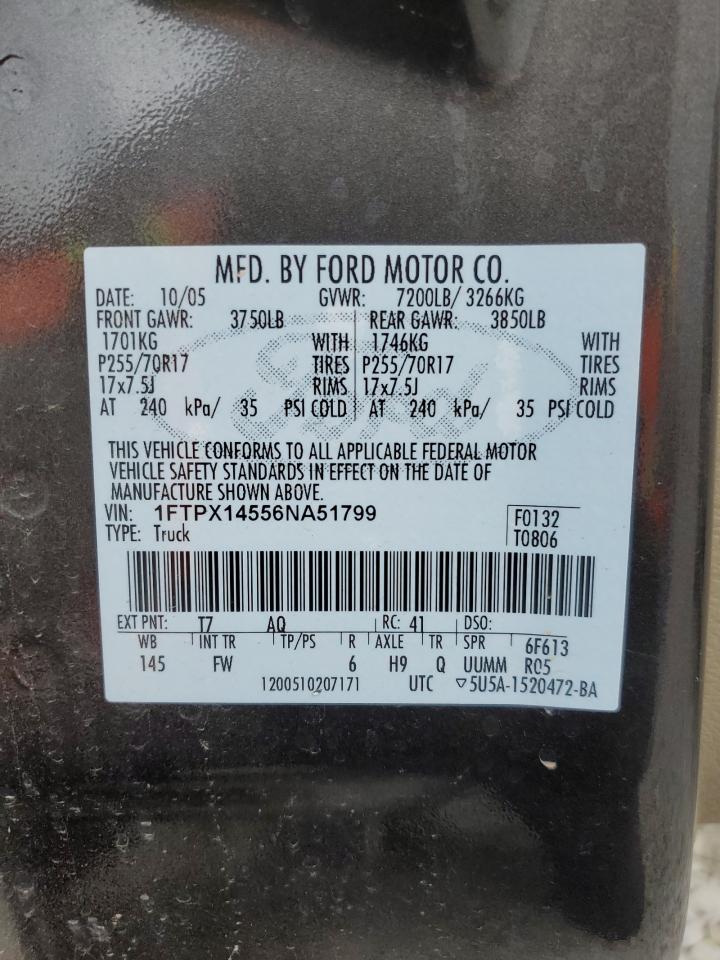 MFD. BY FORD MOTOR CO.
DATE: 10/05 GVWR: 7200LB/ 3266KG
FRONT GAWR: 3750LB REAR GAWR: 3850LB
1701KG WITH 1746KG WITH
P255/70R17 TIRES P255/70R17 TIRES
17x7.5J RIMS 17x7.5J RIMS
AT 240 kPa/ 35 PSI COLD AT 240 kPa/ 35 PSI COLD
Ford
THIS VEHICLE CONFORMS TO ALL APPLICABLE FEDERAL MOTOR
VEHICLE SAFETY STANDARDS IN EFFECT ON THE DATE OF
MANUFACTURE SHOWN ABOVE.
VIN: 1FTPX14556NA51799 F0132
TYPE: Truck T0806
EXT PNT: T7 AQ RC: 41 DSO:
WB INT TR TP/PS R AXLE TR SPR 6F613
145 FW 6 H9 Q UUMM R05
1200510207171 UTC ▽5U5A-1520472-BA